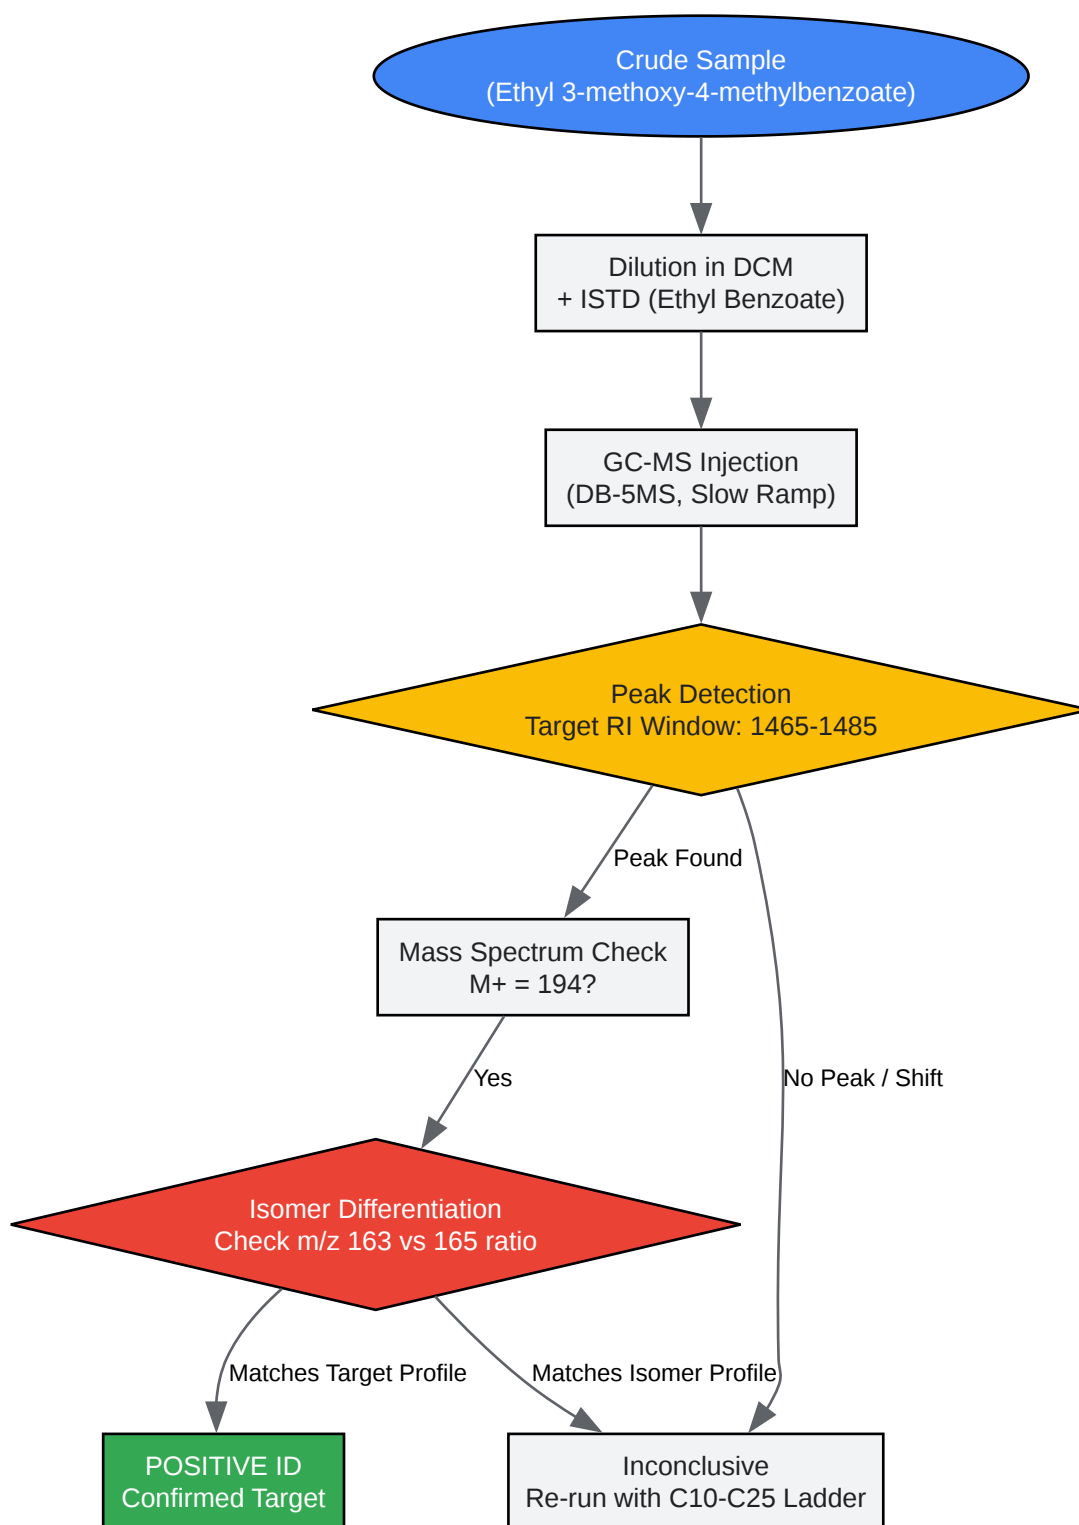 Crude Sample
(Ethyl 3-methoxy-4-methylbenzoate)
Dilution in DCM
+ ISTD (Ethyl Benzoate)
GC-MS Injection
(DB-5MS, Slow Ramp)
Peak Detection
Target RI Window: 1465-1485
Peak Found
Mass Spectrum Check
M+ = 194?
Yes
No Peak / Shift
Isomer Differentiation
Check m/z 163 vs 165 ratio
Matches Target Profile
Matches Isomer Profile
POSITIVE ID
Confirmed Target
Inconclusive
Re-run with C10-C25 Ladder